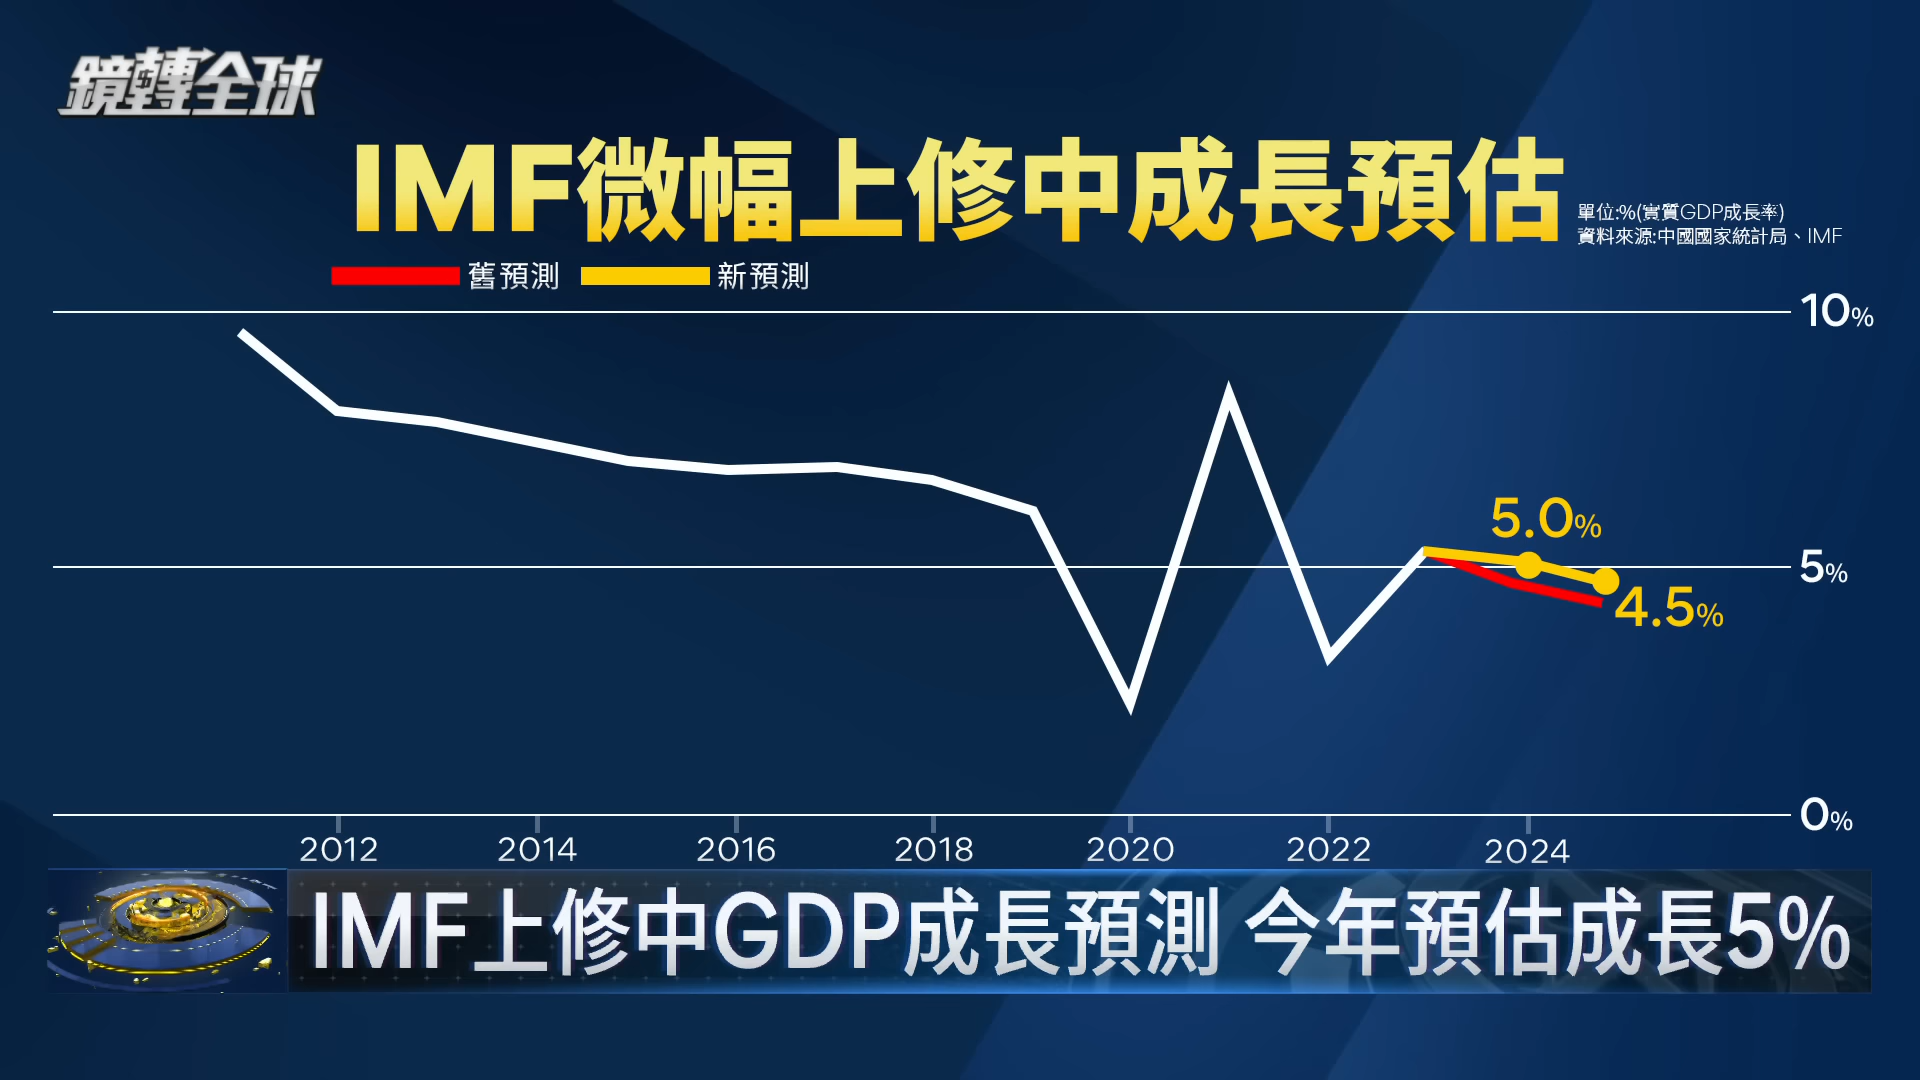 鏡轉全球
IMF微幅上修中成長預估
單位:%(實質GDP成長率)
資料來源:中國國家統計局、IMF
舊預測 新預測
10%
5.0%
5%
4.5%
0%
2012 2014 2016 2018 2020 2022 2024
IMF上修中GDP成長預測 今年預估成長5%